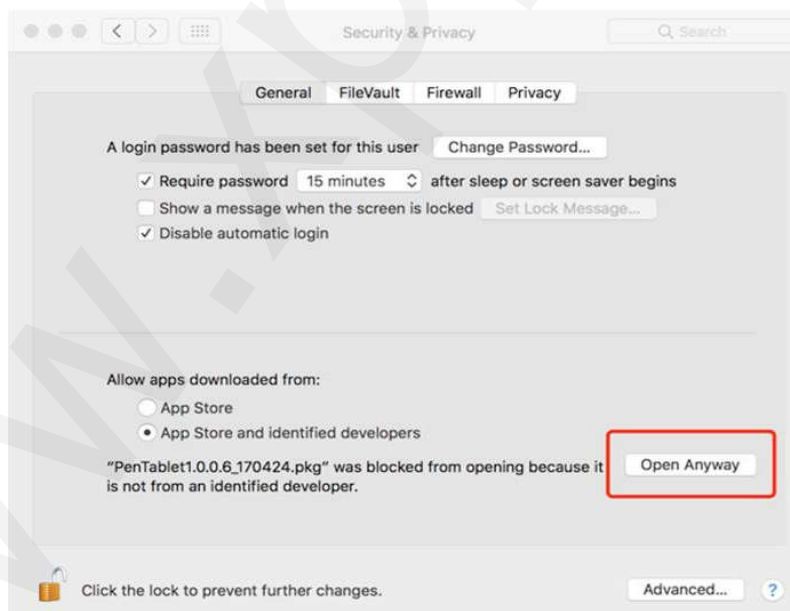 Security & Privacy
Search
General FileVault Firewall Privacy
A login password has been set for this user Change Password...
Require password 15 minutes after sleep or screen saver begins
Show a message when the screen is locked Set Lock Message...
Disable automatic login
Allow apps downloaded from:
App Store
App Store and identified developers
"PenTablet1.0.0.6_170424.pkg" was blocked from opening because it Open Anyway
is not from an identified developer.
Click the lock to prevent further changes. Advanced... ?